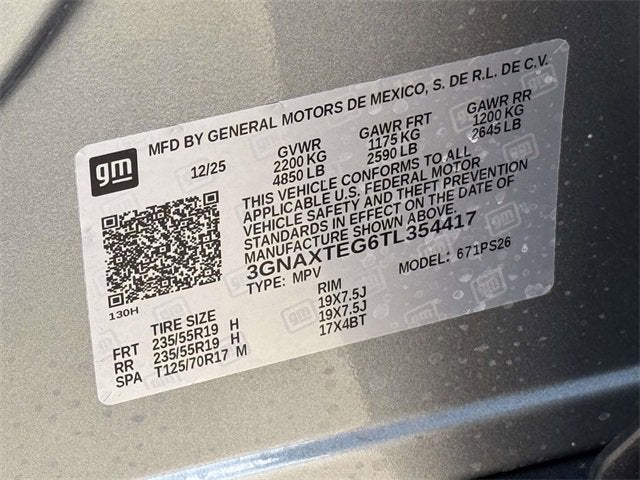 gm
MFD BY GENERAL MOTORS DE MEXICO, S. DE R.L. DE C.V.
12/25
GVWR
2200 KG
4850 LB
GAWR FRT
1175 KG
2590 LB
GAWR RR
1200 KG
2645 LB
THIS VEHICLE CONFORMS TO ALL
APPLICABLE U.S. FEDERAL MOTOR
VEHICLE SAFETY AND THEFT PREVENTION
STANDARDS IN EFFECT ON THE DATE OF
MANUFACTURE SHOWN ABOVE.
3GNAXTEG6TL354417
TYPE: MPV
MODEL: 671PS26
130H
TIRE SIZE
RIM
FRT 235/55R19 H 19X7.5J
RR 235/55R19 H 19X7.5J
SPA T125/70R17 M 17X4BT